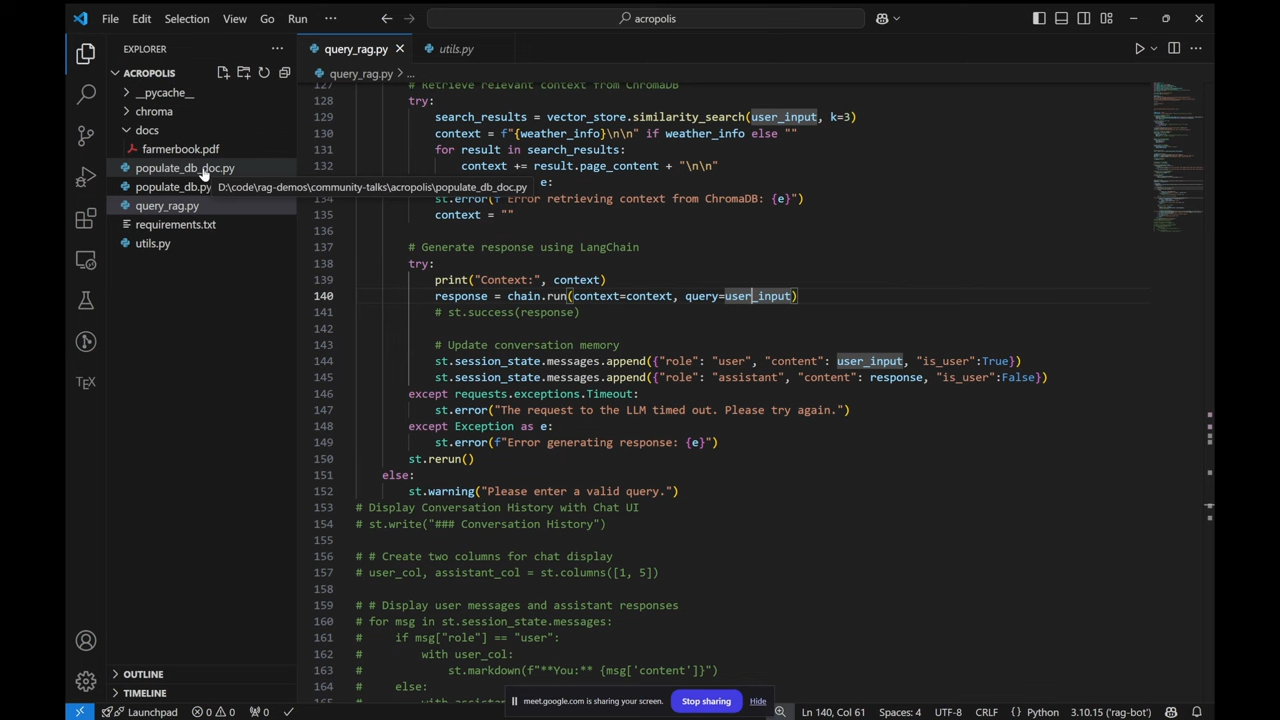 File Edit Selection View Go Run ··· acropolis
EXPLORER ···
query_rag.py
utils.py
ACROPOLIS
query_rag.py > ...
__pycache__
chroma
docs
farmerbook.pdf
populate_db_doc.py
populate_db.py
D:\code\rag-demos\community-talks\acropolis\populate_db_doc.py
query_rag.py
requirements.txt
utils.py
127 # Retrieve relevant context from ChromaDB
128 try:
129 search_results = vector_store.similarity_search(user_input, k=3)
130 context = f"{weather_info}\n\n" if weather_info else ""
131 for result in search_results:
132 context += result.page_content + "\n\n"
e:
134 st.error(f"Error retrieving context from ChromaDB: {e}")
135 context = ""
136
137 # Generate response using LangChain
138 try:
139 print("Context:", context)
140 response = chain.run(context=context, query=user_input)
141 # st.success(response)
142
143 # Update conversation memory
144 st.session_state.messages.append({"role": "user", "content": user_input, "is_user":True})
145 st.session_state.messages.append({"role": "assistant", "content": response, "is_user":False})
146 except requests.exceptions.Timeout:
147 st.error("The request to the LLM timed out. Please try again.")
148 except Exception as e:
149 st.error(f"Error generating response: {e}")
150 st.rerun()
151 else:
152 st.warning("Please enter a valid query.")
153 # Display Conversation History with Chat UI
154 # st.write("### Conversation History")
155
156 # # Create two columns for chat display
157 # user_col, assistant_col = st.columns([1, 5])
158
159 # # Display user messages and assistant responses
160 # for msg in st.session_state.messages:
161 # if msg["role"] == "user":
162 # with user_col:
163 # st.markdown(f"**You:** {msg['content']}")
164 # else:
TEX
OUTLINE
TIMELINE
meet.google.com is sharing your screen. Stop sharing Hide
Launchpad 0 0 0 Ln 140, Col 61 Spaces: 4 UTF-8 CRLF {} Python 3.10.15 ('rag-bot')